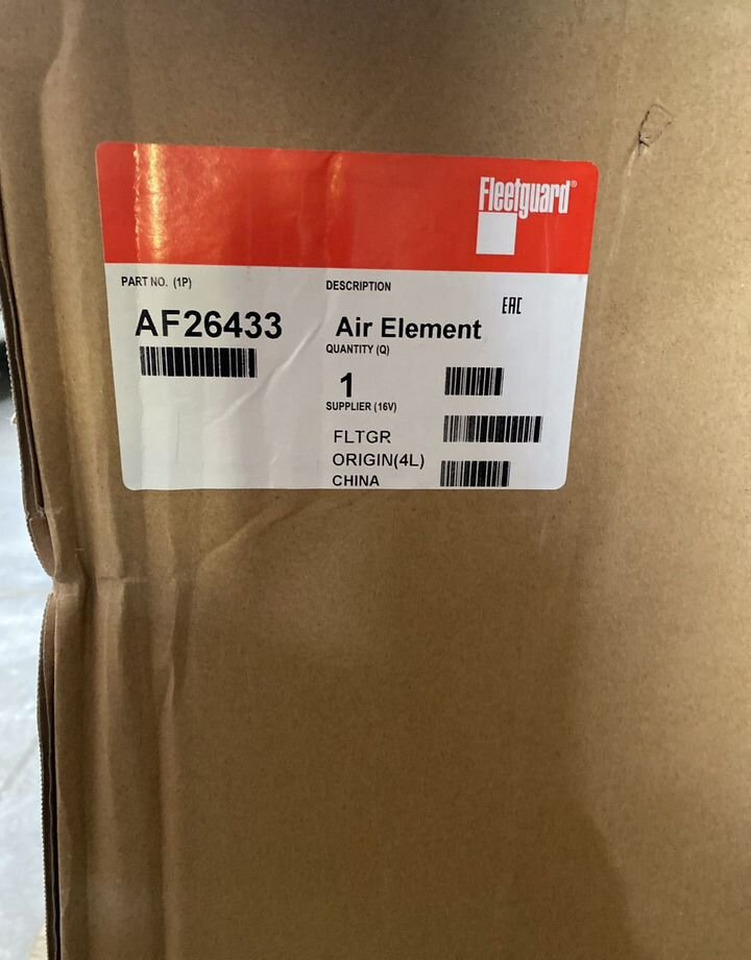 Fleetguard®
PART NO. (1P)
DESCRIPTION
EAC
AF26433
Air Element
QUANTITY (Q)
1
SUPPLIER (16V)
FLTGR
ORIGIN(4L)
CHINA